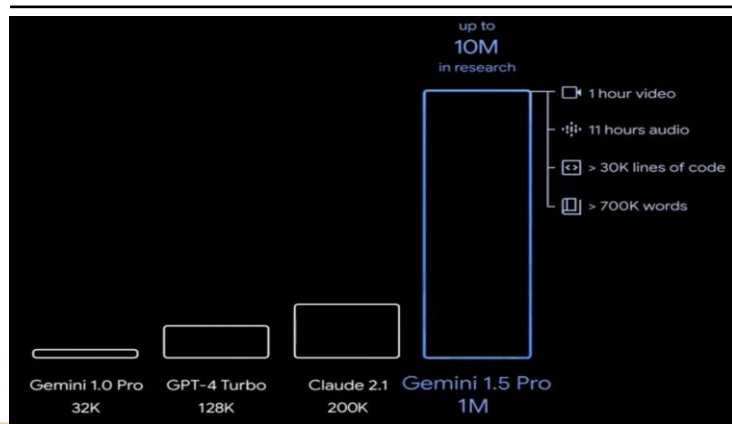 up to
10M
in research
1 hour video
11 hours audio
> 30K lines of code
> 700K words
Gemini 1.0 Pro
32K
GPT-4 Turbo
128K
Claude 2.1
200K
Gemini 1.5 Pro
1M